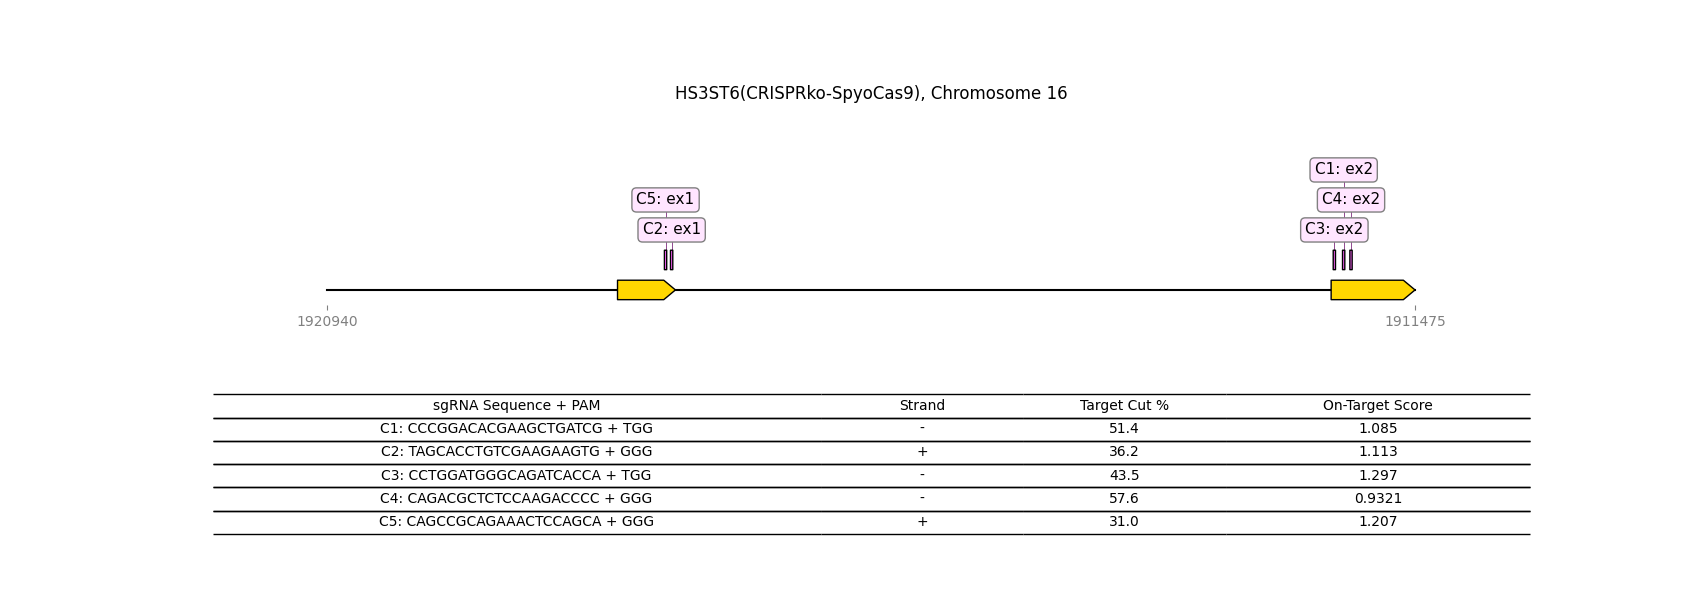 HS3ST6(CRISPRko-SpyoCas9), Chromosome 16
C1: ex2
C5: ex1
C4: ex2
C2: ex1
C3: ex2
1920940
1911475
sgRNA Sequence + PAM Strand Target Cut % On-Target Score
C1: CCCGGACACGAAGCTGATCG + TGG - 51.4 1.085
C2: TAGCACCTGTCGAAGAAGTG + GGG + 36.2 1.113
C3: CCTGGATGGGCAGATCACCA + TGG - 43.5 1.297
C4: CAGACGCTCTCCAAGACCCC + GGG - 57.6 0.9321
C5: CAGCCGCAGAAACTCCAGCA + GGG + 31.0 1.207